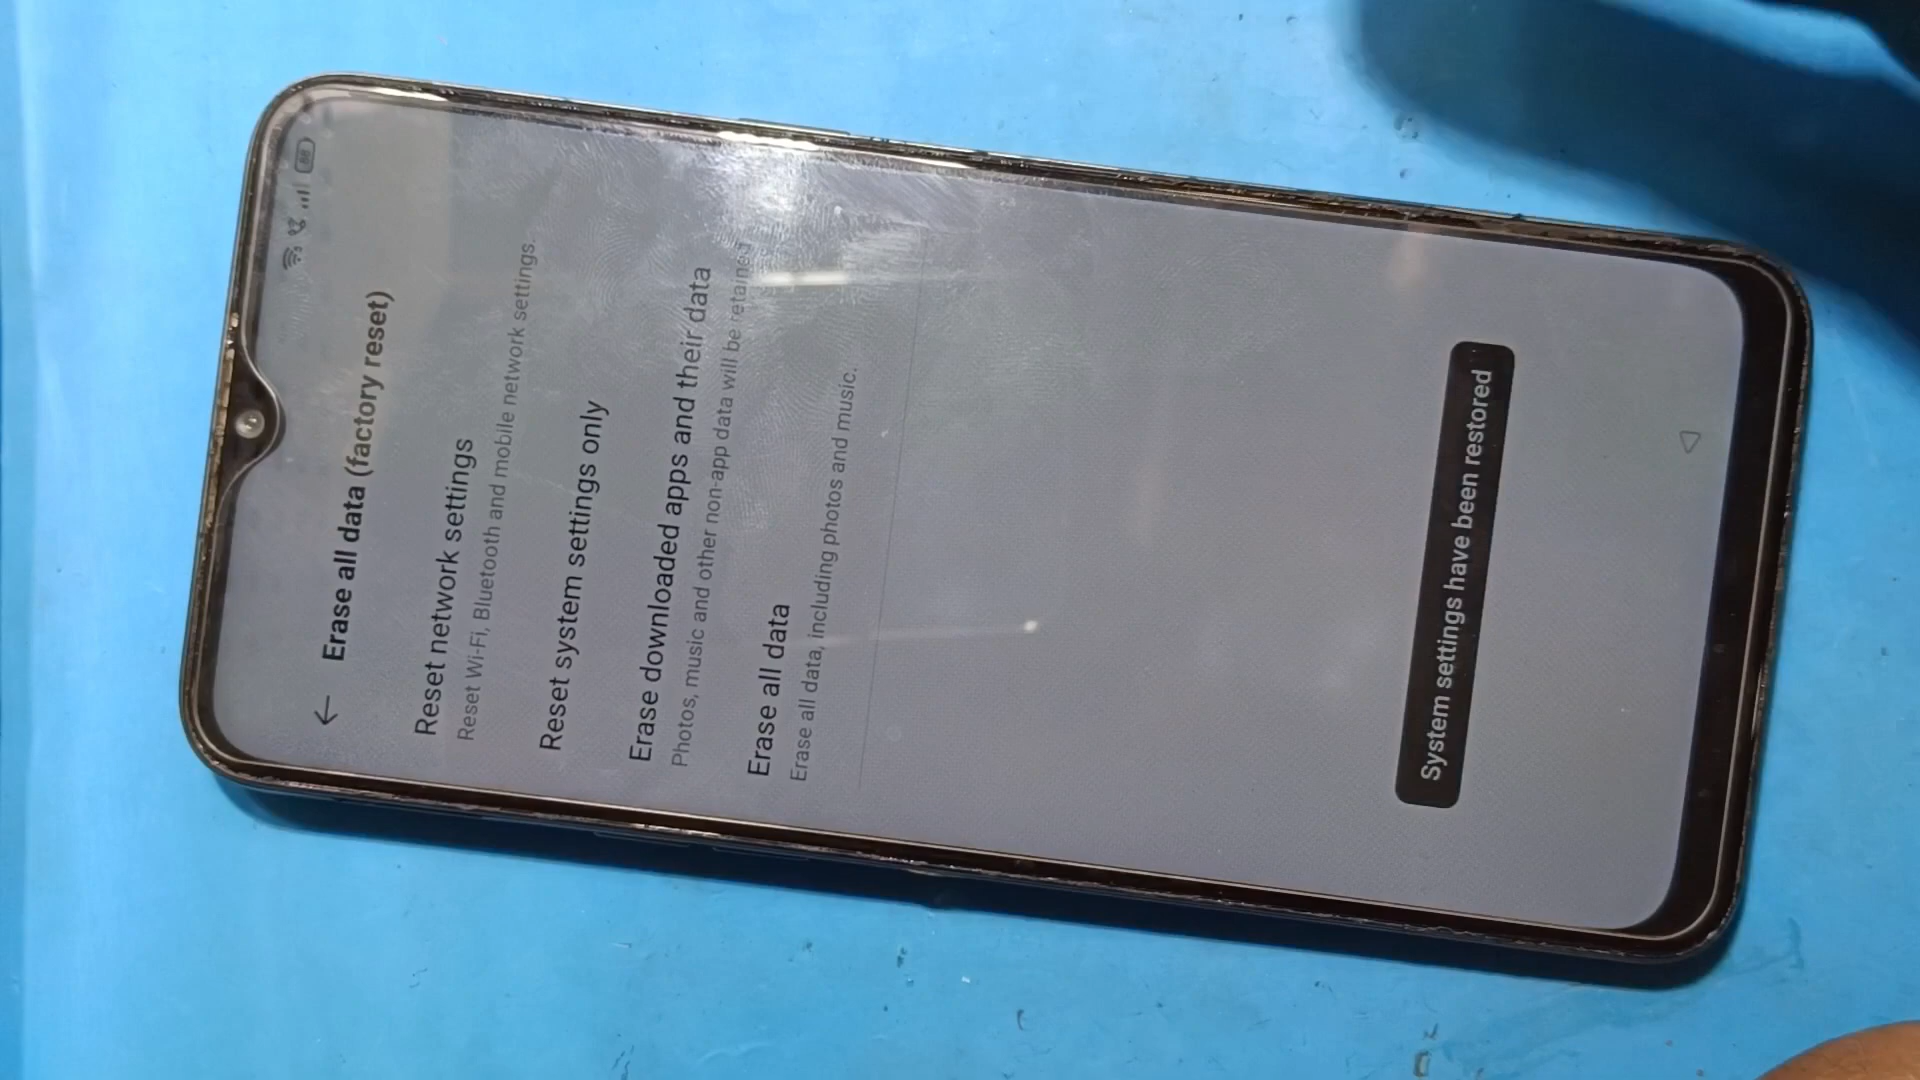 Erase all data (factory reset)
Reset network settings
Reset Wi-Fi, Bluetooth and mobile network settings.
Reset system settings only
Erase downloaded apps and their data
Photos, music and other non-app data will be retained
Erase all data
Erase all data, including photos and music.
System settings have been restored